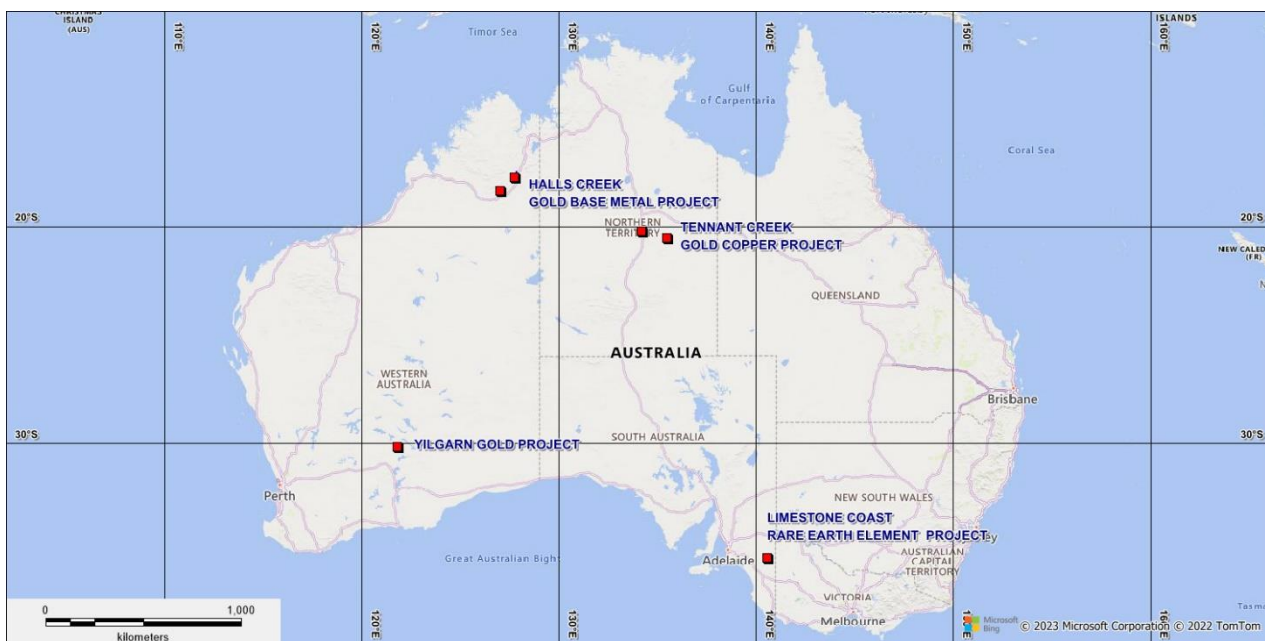 CHRISTMAS
ISLAND
(AUS)
110°E
120°E
Timor Sea
130°E
140°E
150°E
160°E
ISLANDS
Gulf
of Carpentaria
Coral Sea
HALLS CREEK
GOLD BASE METAL PROJECT
20°S
NORTHERN
TERRITORY
TENNANT CREEK
GOLD COPPER PROJECT
20°S
NEW CALED
(FR)
N
QUEENSLAND
AUSTRALIA
WESTERN
AUSTRALIA
Brisbane
30°S
YILGARN GOLD PROJECT
SOUTH AUSTRALIA
30°S
Perth
NEW SOUTH WALES
LIMESTONE COAST
RARE EARTH ELEMENT PROJECT
ney
Great Australian Bight
Adelaide
AUSTRALIAN
CAPITAL
TERRITORY
VICTORIA
Melbourne
0 1,000
kilometers
120°E
130°E
140°E
150°E
160°E
Tasma
Microsoft
Bing
© 2023 Microsoft Corporation © 2022 TomTom